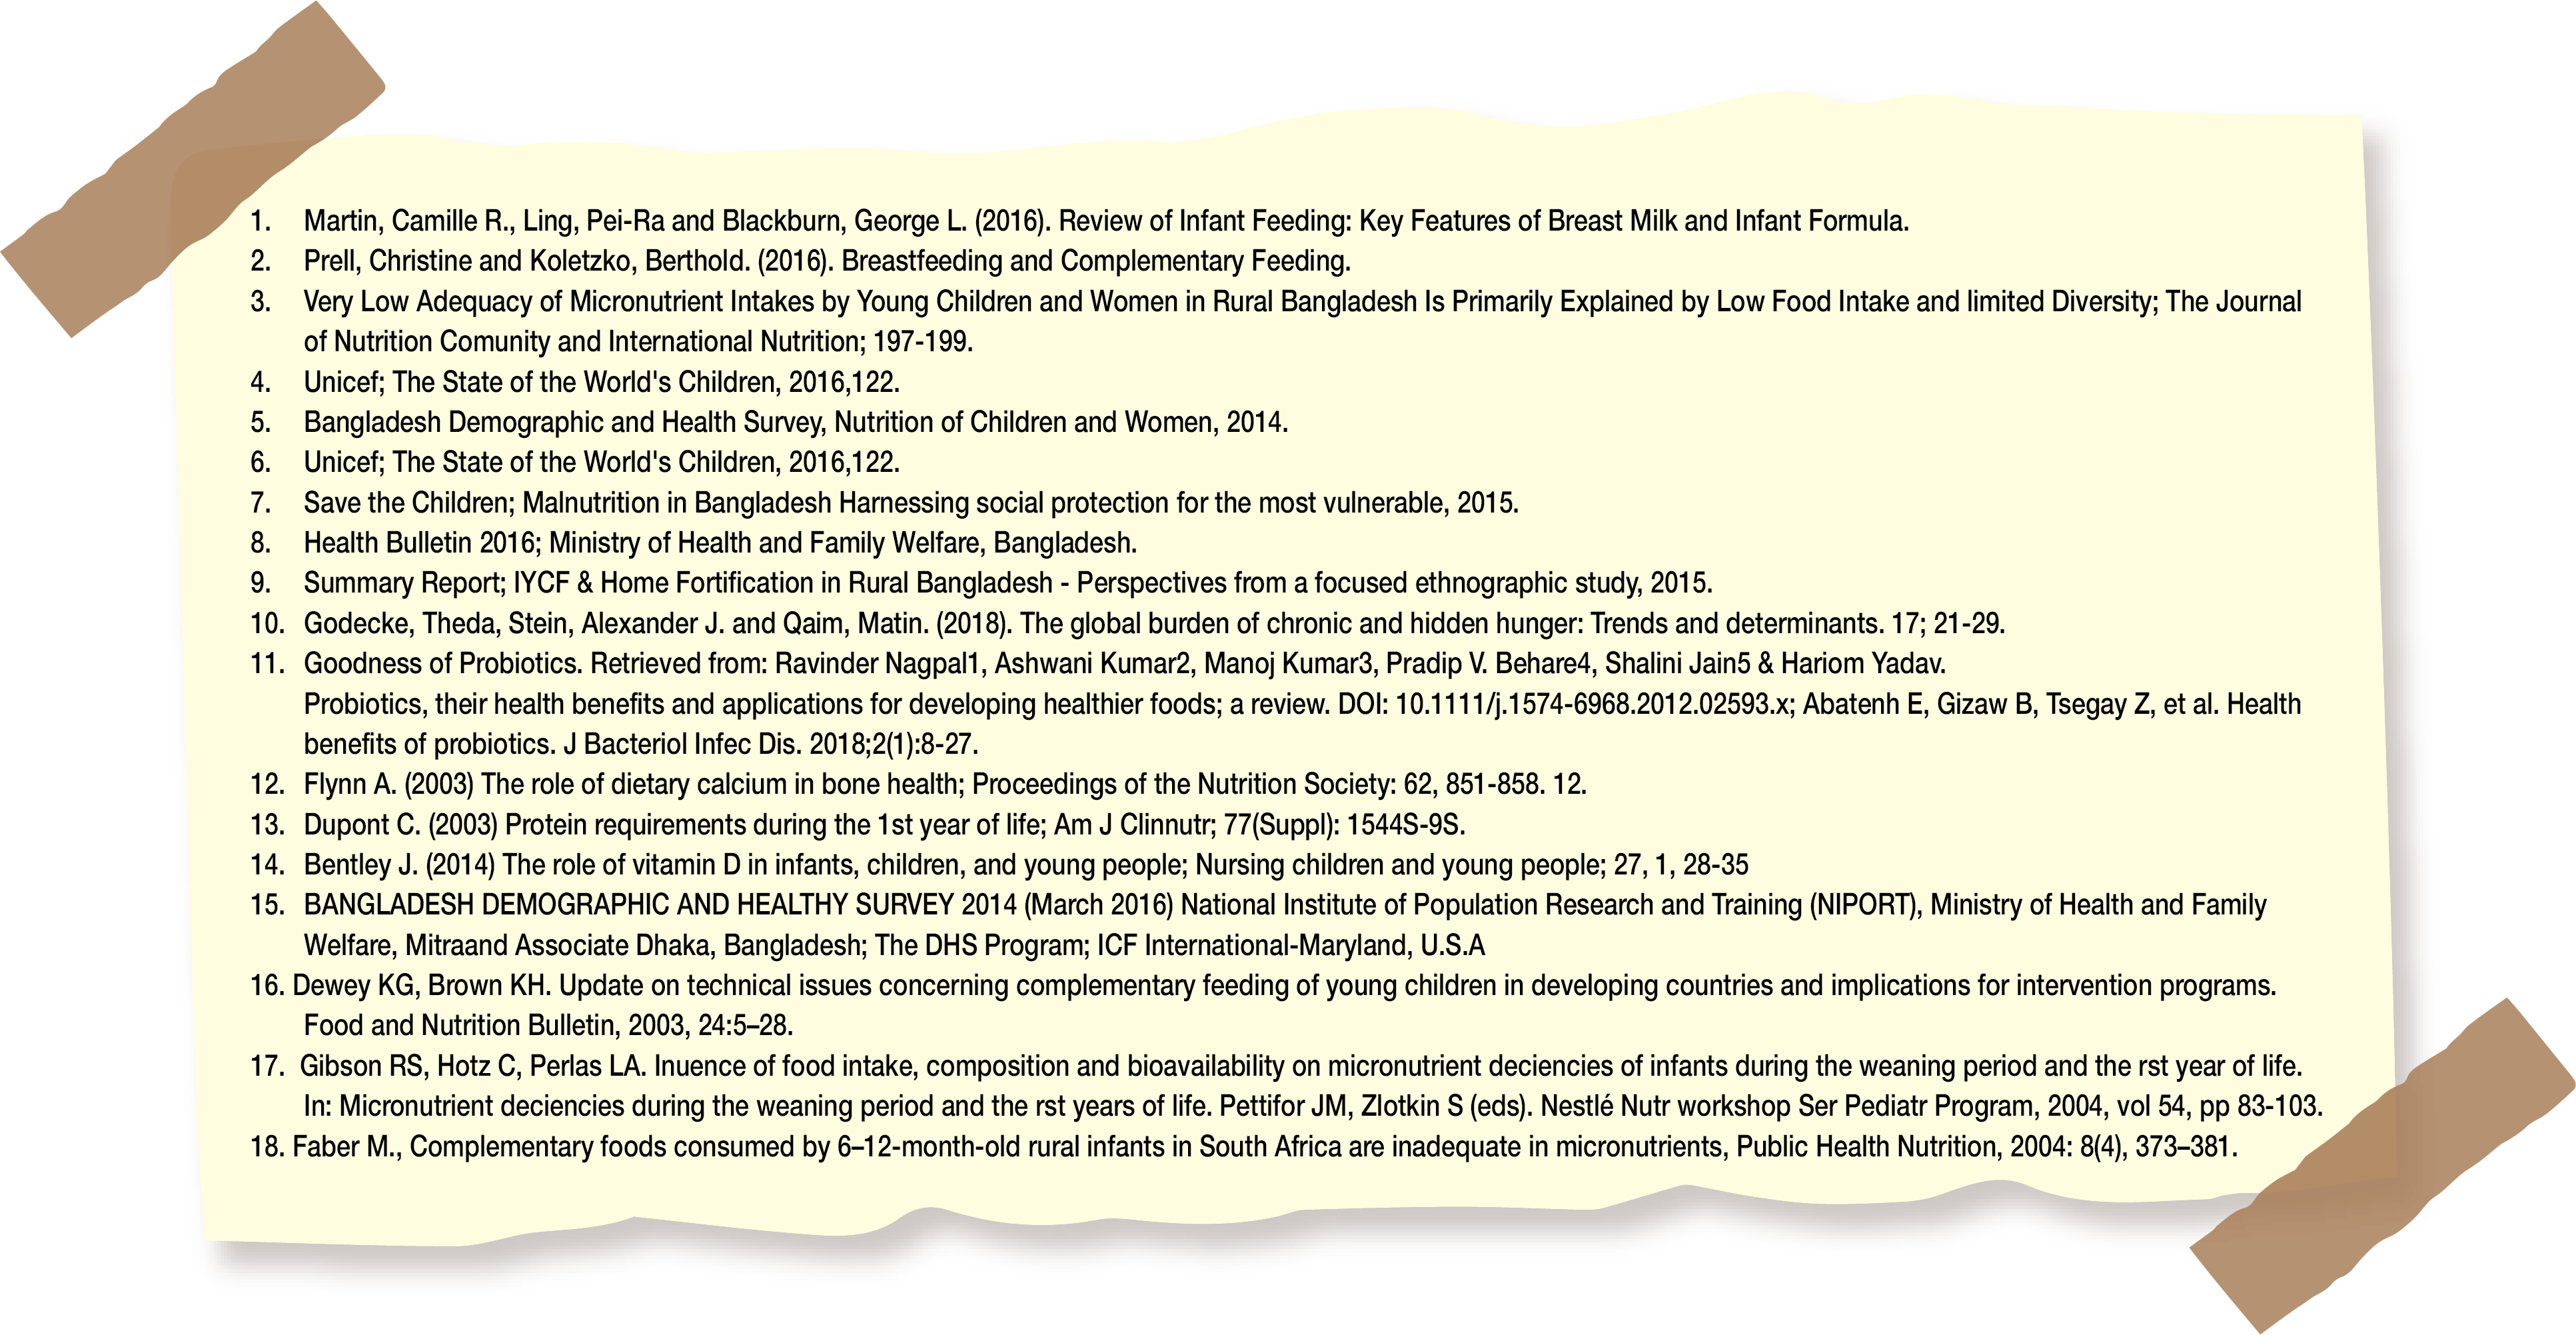 1. Martin, Camille R., Ling, Pei-Ra and Blackburn, George L. (2016). Review of Infant Feeding: Key Features of Breast Milk and Infant Formula.
2. Prell, Christine and Koletzko, Berthold. (2016). Breastfeeding and Complementary Feeding.
3. Very Low Adequacy of Micronutrient Intakes by Young Children and Women in Rural Bangladesh Is Primarily Explained by Low Food Intake and limited Diversity; The Journal
of Nutrition Comunity and International Nutrition; 197-199.
4. Unicef; The State of the World's Children, 2016,122.
5. Bangladesh Demographic and Health Survey, Nutrition of Children and Women, 2014.
6. Unicef; The State of the World's Children, 2016,122.
7. Save the Children; Malnutrition in Bangladesh Harnessing social protection for the most vulnerable, 2015.
8. Health Bulletin 2016; Ministry of Health and Family Welfare, Bangladesh.
9. Summary Report; IYCF & Home Fortification in Rural Bangladesh - Perspectives from a focused ethnographic study, 2015.
10. Godecke, Theda, Stein, Alexander J. and Qaim, Matin. (2018). The global burden of chronic and hidden hunger: Trends and determinants. 17; 21-29.
11. Goodness of Probiotics. Retrieved from: Ravinder Nagpal1, Ashwani Kumar2, Manoj Kumar3, Pradip V. Behare4, Shalini Jain5 & Hariom Yadav.
Probiotics, their health benefits and applications for developing healthier foods; a review. DOI: 10.1111/j.1574-6968.2012.02593.x; Abatenh E, Gizaw B, Tsegay Z, et al. Health
benefits of probiotics. J Bacteriol Infec Dis. 2018;2(1):8-27.
12. Flynn A. (2003) The role of dietary calcium in bone health; Proceedings of the Nutrition Society: 62, 851-858. 12.
13. Dupont C. (2003) Protein requirements during the 1st year of life; Am J Clinnutr; 77(Suppl): 1544S-9S.
14. Bentley J. (2014) The role of vitamin D in infants, children, and young people; Nursing children and young people; 27, 1, 28-35
15. BANGLADESH DEMOGRAPHIC AND HEALTHY SURVEY 2014 (March 2016) National Institute of Population Research and Training (NIPORT), Ministry of Health and Family
Welfare, Mitraand Associate Dhaka, Bangladesh; The DHS Program; ICF International-Maryland, U.S.A
16. Dewey KG, Brown KH. Update on technical issues concerning complementary feeding of young children in developing countries and implications for intervention programs.
Food and Nutrition Bulletin, 2003, 24:5–28.
17. Gibson RS, Hotz C, Perlas LA. Inuence of food intake, composition and bioavailability on micronutrient deciencies of infants during the weaning period and the rst year of life.
In: Micronutrient deciencies during the weaning period and the rst years of life. Pettifor JM, Zlotkin S (eds). Nestlé Nutr workshop Ser Pediatr Program, 2004, vol 54, pp 83-103.
18. Faber M., Complementary foods consumed by 6–12-month-old rural infants in South Africa are inadequate in micronutrients, Public Health Nutrition, 2004: 8(4), 373–381.